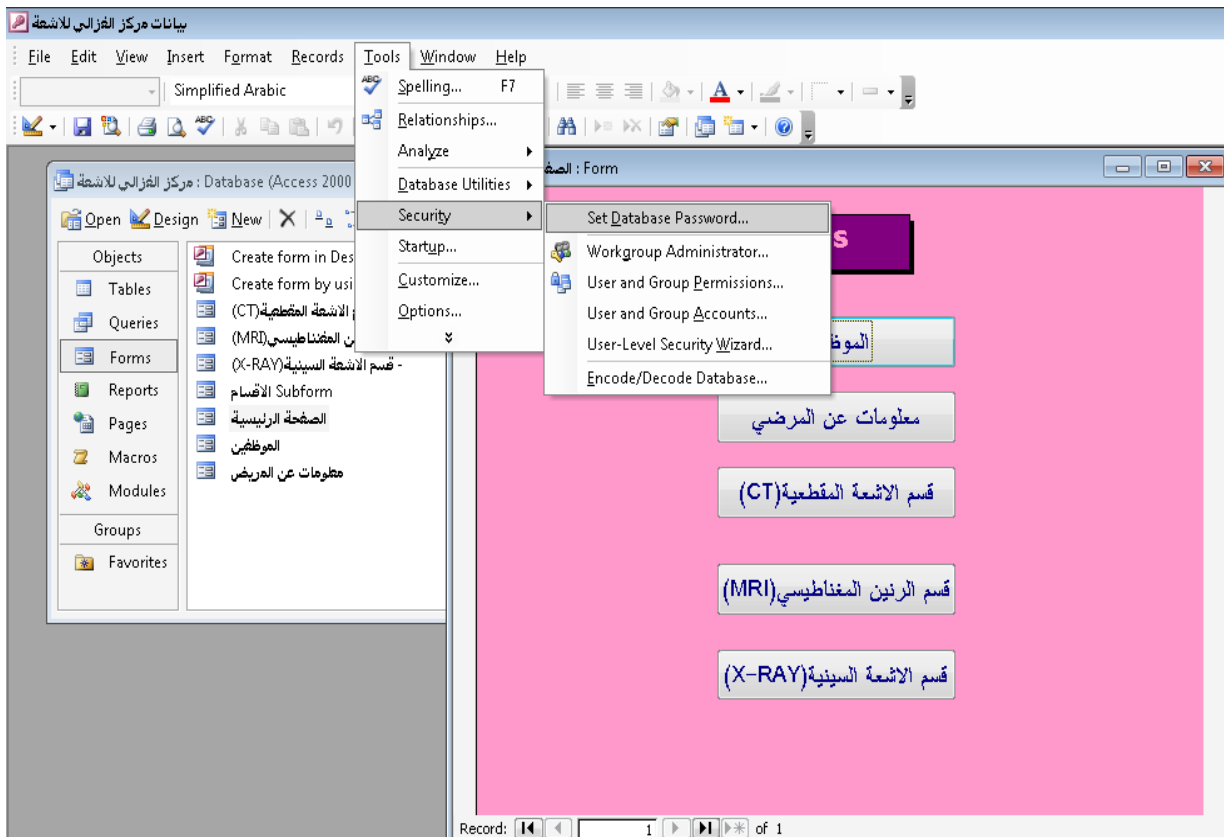 بيانات مركز الغزالي للاشعة
File Edit View Insert Format Records Tools Window Help
Simplified Arabic
Spelling... F7
Relationships...
Analyze
Database Utilities
Security
Startup...
Customize...
Options...
Set Database Password...
Workgroup Administrator...
User and Group Permissions...
User and Group Accounts...
User-Level Security Wizard...
Encode/Decode Database...
مركز الغزالي للاشعة : Database (Access 2000
Open Design New
Objects
Tables
Queries
Forms
Reports
Pages
Macros
Modules
Groups
Favorites
Create form in Des
Create form by usi
الاشعة المقطعية(CT)
المغناطيسي(MRI)
- قسم الاشعة السينية(X-RAY)
الاقسام Subform
الصفحة الرئيسية
الموظفين
معلومات عن المريض
: Form
S
معلومات عن المرضي
قسم الاشعة المقطعية(CT)
قسم الرنين المغناطيسي(MRI)
قسم الاشعة السينية(X-RAY)
Record: 1 of 1